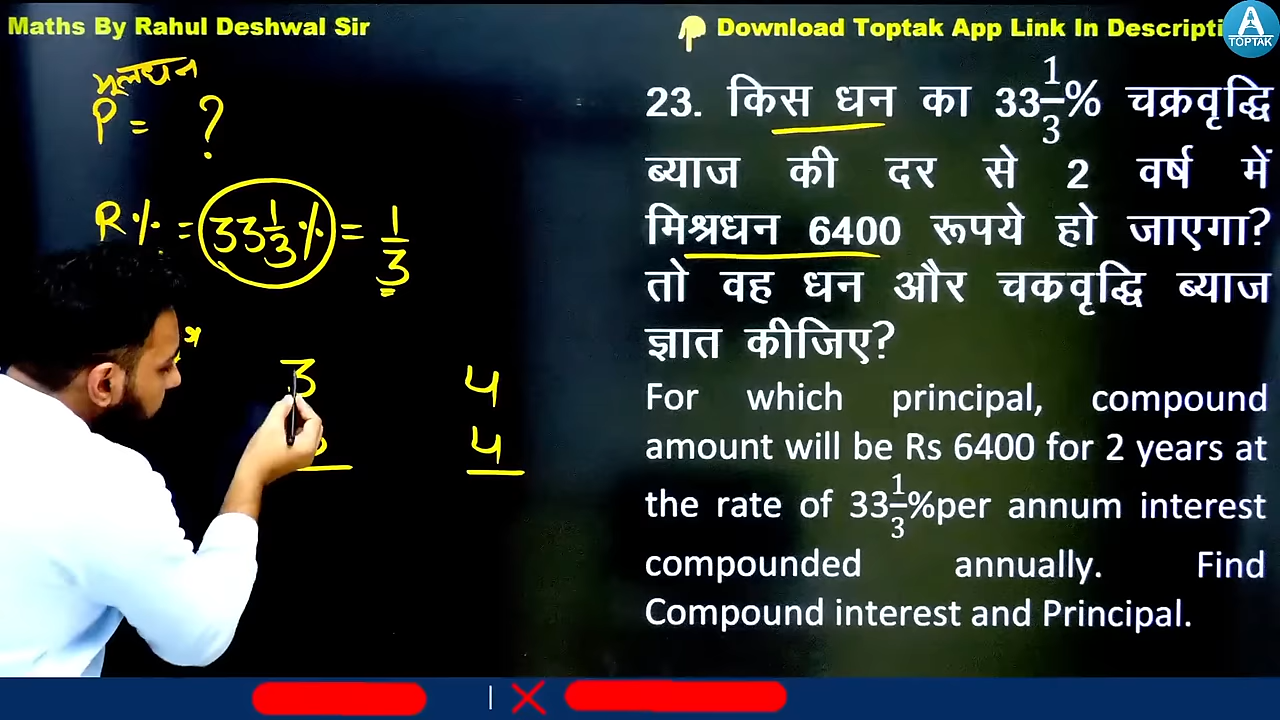 Maths By Rahul Deshwal Sir
Download Toptak App Link In Descripti
A
TOPTAK
मूलधन
P = ?
R% = 33 1/3 % = 1/3
3 4
4
23. किस धन का 33 1/3 % चक्रवृद्धि
ब्याज की दर से 2 वर्ष में
मिश्रधन 6400 रूपये हो जाएगा?
तो वह धन और चकवृद्धि ब्याज
ज्ञात कीजिए?
For which principal, compound
amount will be Rs 6400 for 2 years at
the rate of 33 1/3 %per annum interest
compounded annually. Find
Compound interest and Principal.